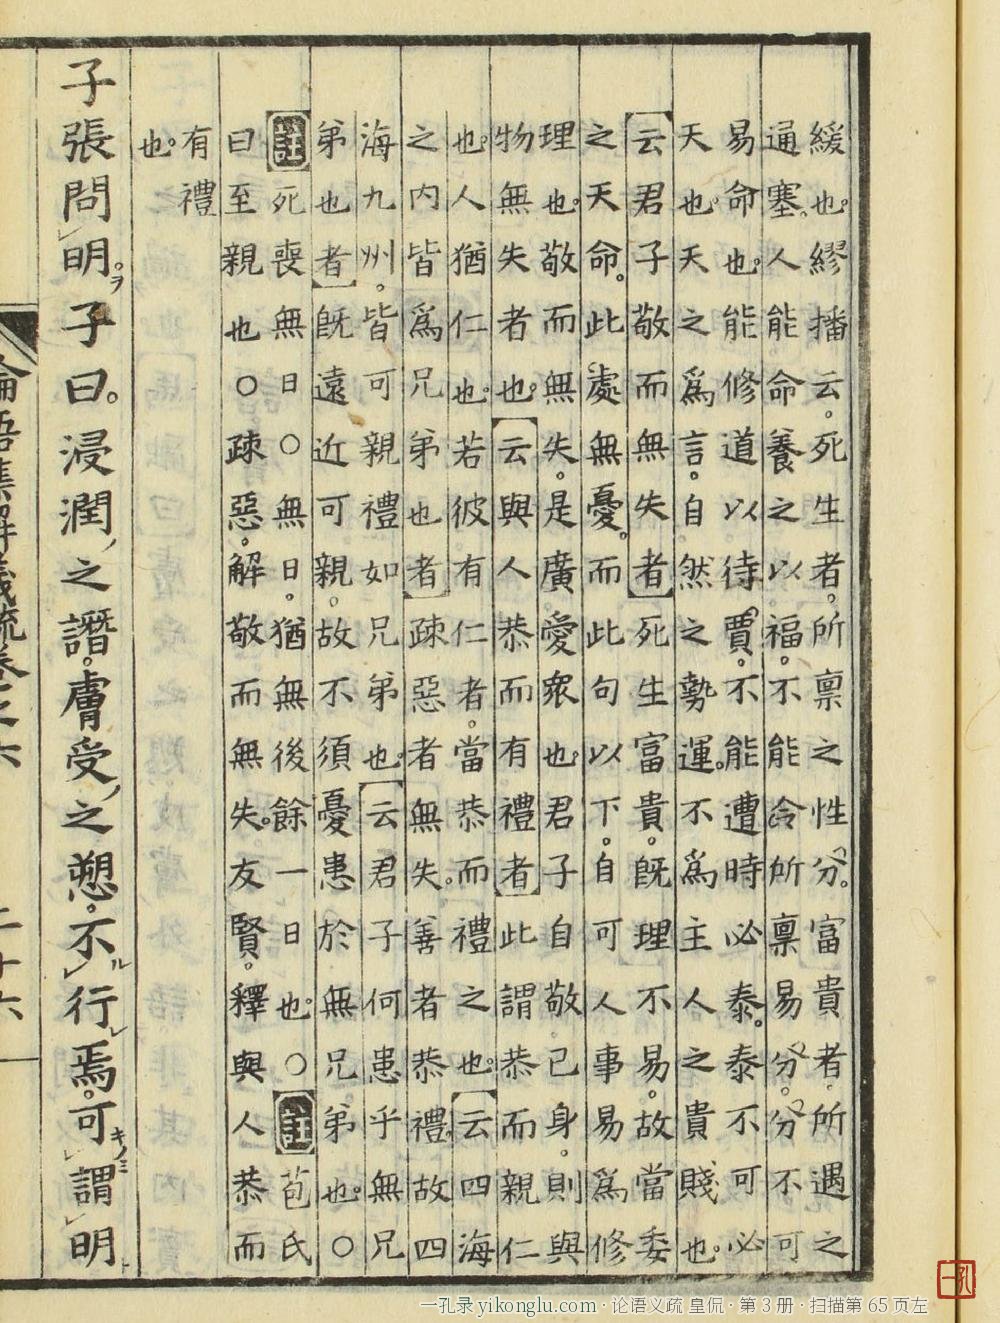 緩也。繆播云。死生者。所稟之性分。富貴者。所遇之
通塞。人能命養之以福。不能令所稟易分。分不可
易命也。能修道以待賈。不能遭時必泰。泰不可必
天也。天之爲言。自然之勢運。不爲主人之貴賤也。
云君子敬而無失者死生富貴。既理不易。故當委
之天命。此處無憂。而此句以下。自可人事易爲修
理也。敬而無失。是廣愛衆也。君子自敬已身。則與
物無失者也。云與人恭而有禮者此謂恭而親仁
也。人猶仁也。若彼有仁者。當恭而禮之也。云四海
之内皆爲兄弟也者疎惡者無失。善者恭禮。故四
海九州。皆可親禮如兄弟也。云君子何患乎無兄
弟也者既遠近可親。故不須憂患於無兄弟也。○
註死喪無日○無日。猶無後餘一日也。○註苞氏
曰至親也○疎惡。解敬而無失。友賢。釋與人恭而
有禮
也。
子張問明。子曰。浸潤之譖。膚受之愬。不行焉。可謂明
論語集解義疏卷之六 二十六
一孔录 yikonglu.com · 论语义疏 皇侃 · 第 3 册 · 扫描第 65 页左
一孔